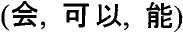 (会, 可以, 能)